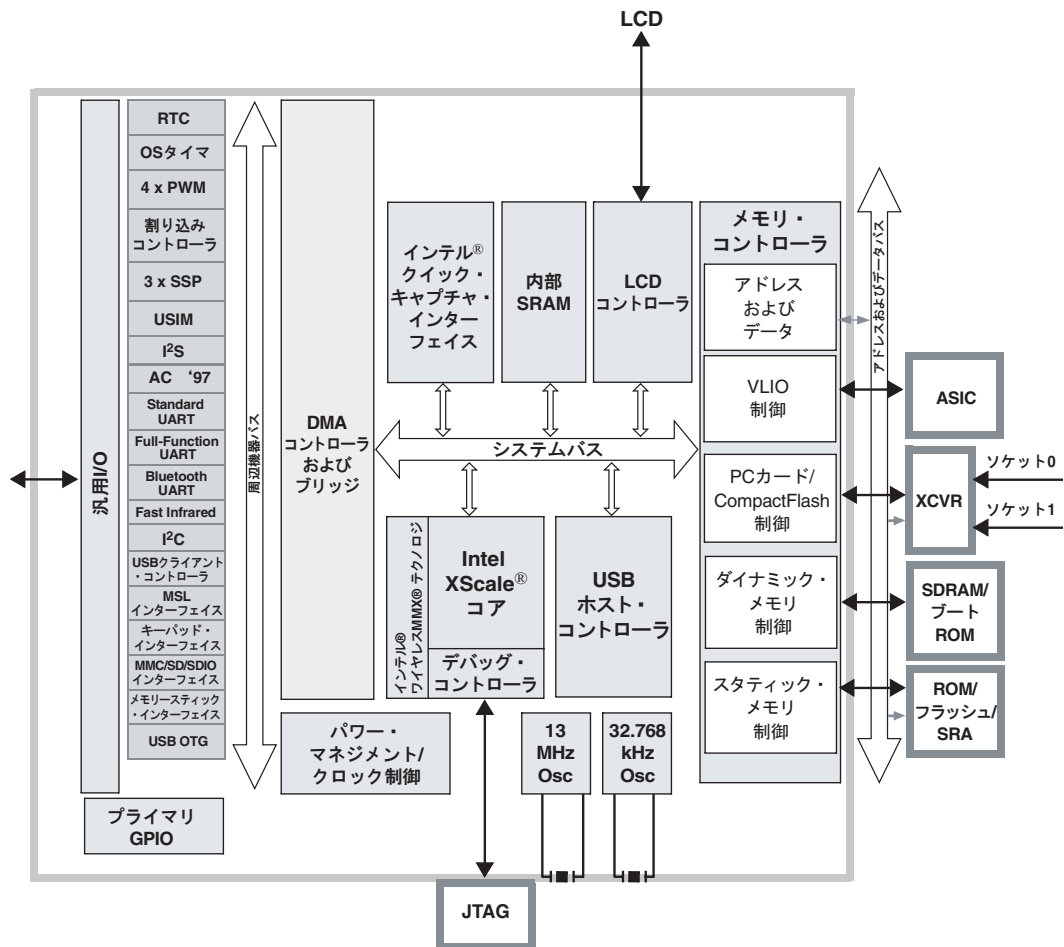 LCD
RTC
OSタイマ
4 x PWM
割り込み
コントローラ
3 x SSP
USIM
I²S
AC '97
Standard
UART
Full-Function
UART
Bluetooth
UART
Fast Infrared
I²C
USBクライアント
・コントローラ
MSL
インターフェイス
キーパッド・
インターフェイス
MMC/SD/SDIO
インターフェイス
メモリースティック
・インターフェイス
USB OTG
汎用I/O
プライマリ
GPIO
周辺機器バス
DMA
コントローラ
および
ブリッジ
パワー・
マネジメント/
クロック制御
インテル®
クイック・
キャプチャ・
インター
フェイス
内部
SRAM
LCD
コントローラ
システムバス
インテル®
ワイヤレスMMX® テクノロジ
Intel
XScale®
コア
デバッグ・
コントローラ
USB
ホスト・
コントローラ
13
MHz
Osc
32.768
kHz
Osc
メモリ・
コントローラ
アドレス
および
データ
VLIO
制御
PCカード/
CompactFlash
制御
ダイナミック・
メモリ
制御
スタティック・
メモリ
制御
アドレスおよびデータバス
ASIC
XCVR
ソケット0
ソケット1
SDRAM/
ブート
ROM
ROM/
フラッシュ/
SRA
JTAG